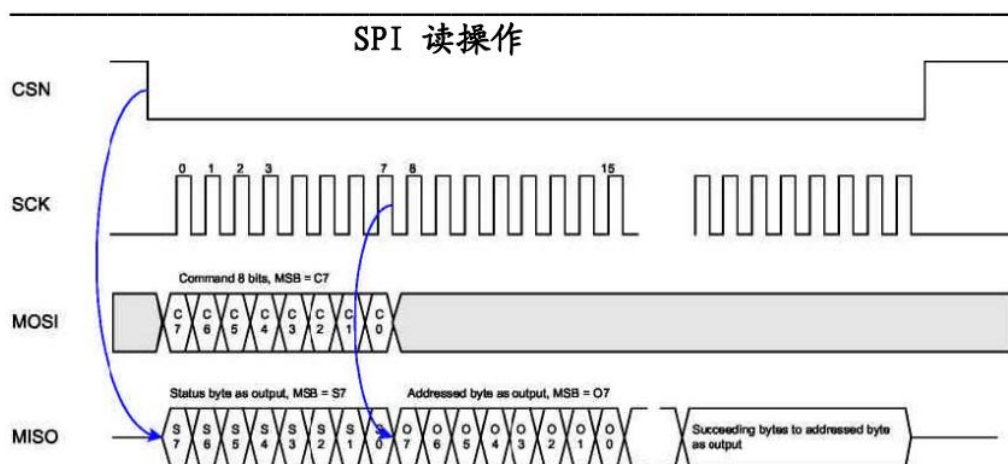 SPI 读操作
CSN
0 1 2 3 7 8 15
SCK
Command 8 bits, MSB = C7
MOSI
C7 C6 C5 C4 C3 C2 C1 C0
Status byte as output, MSB = S7
Addressed byte as output, MSB = O7
MISO
S7 S6 S5 S4 S3 S2 S1 S0 O7 O6 O5 O4 O3 O2 O1 O0
Succeeding bytes to addressed byte
as output